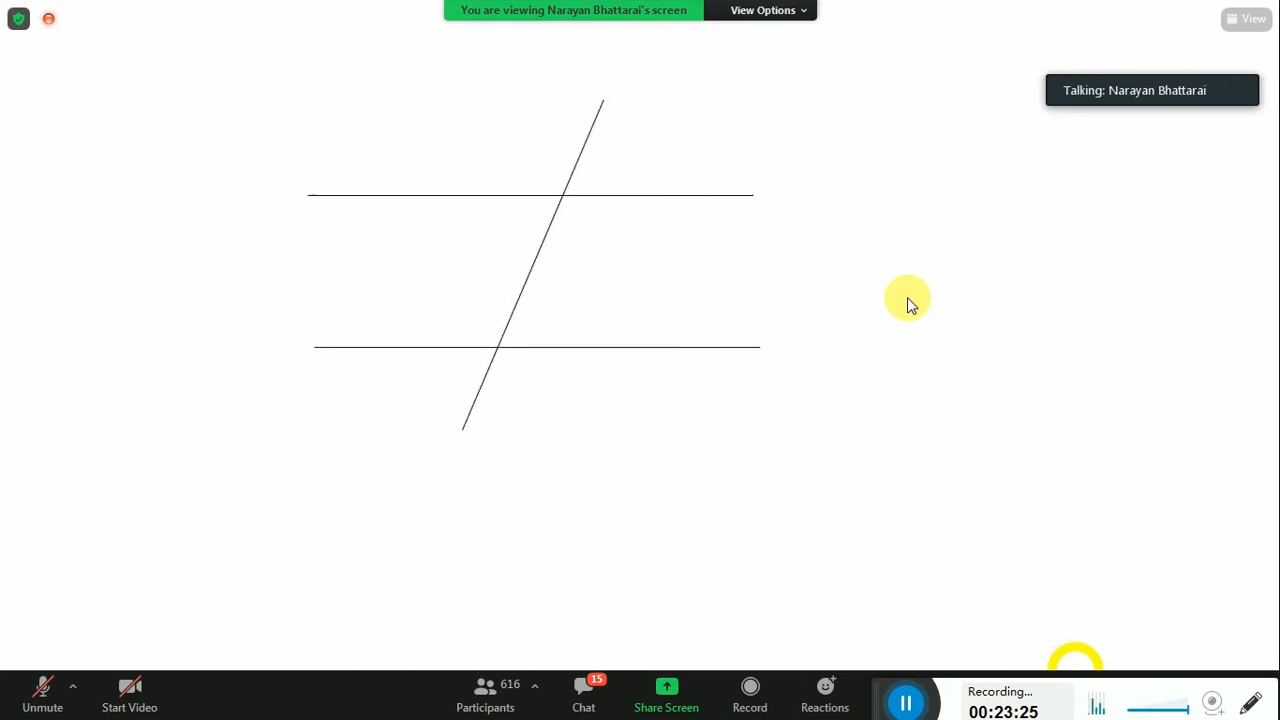 You are viewing Narayan Bhattarai's screen
View Options
View
Talking: Narayan Bhattarai
616
15
Unmute
Start Video
Participants
Chat
Share Screen
Record
Reactions
Recording...
00:23:25